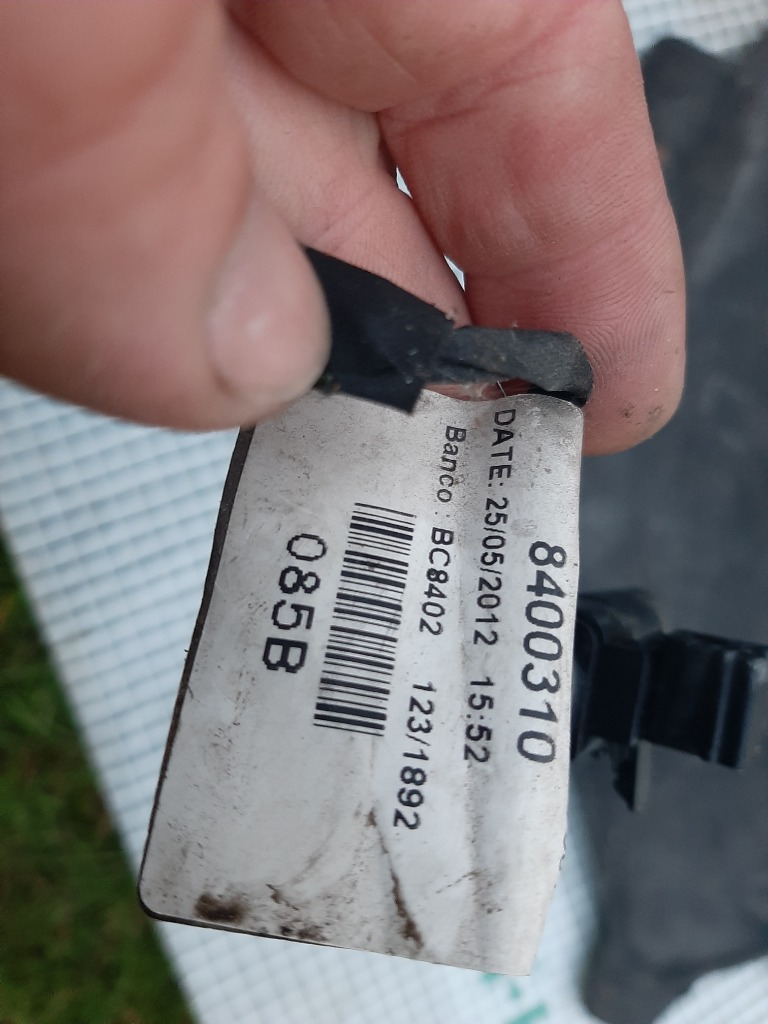 8400310
DATE: 25/05/2012 15:52
Banco : BC8402 123/1892
085B